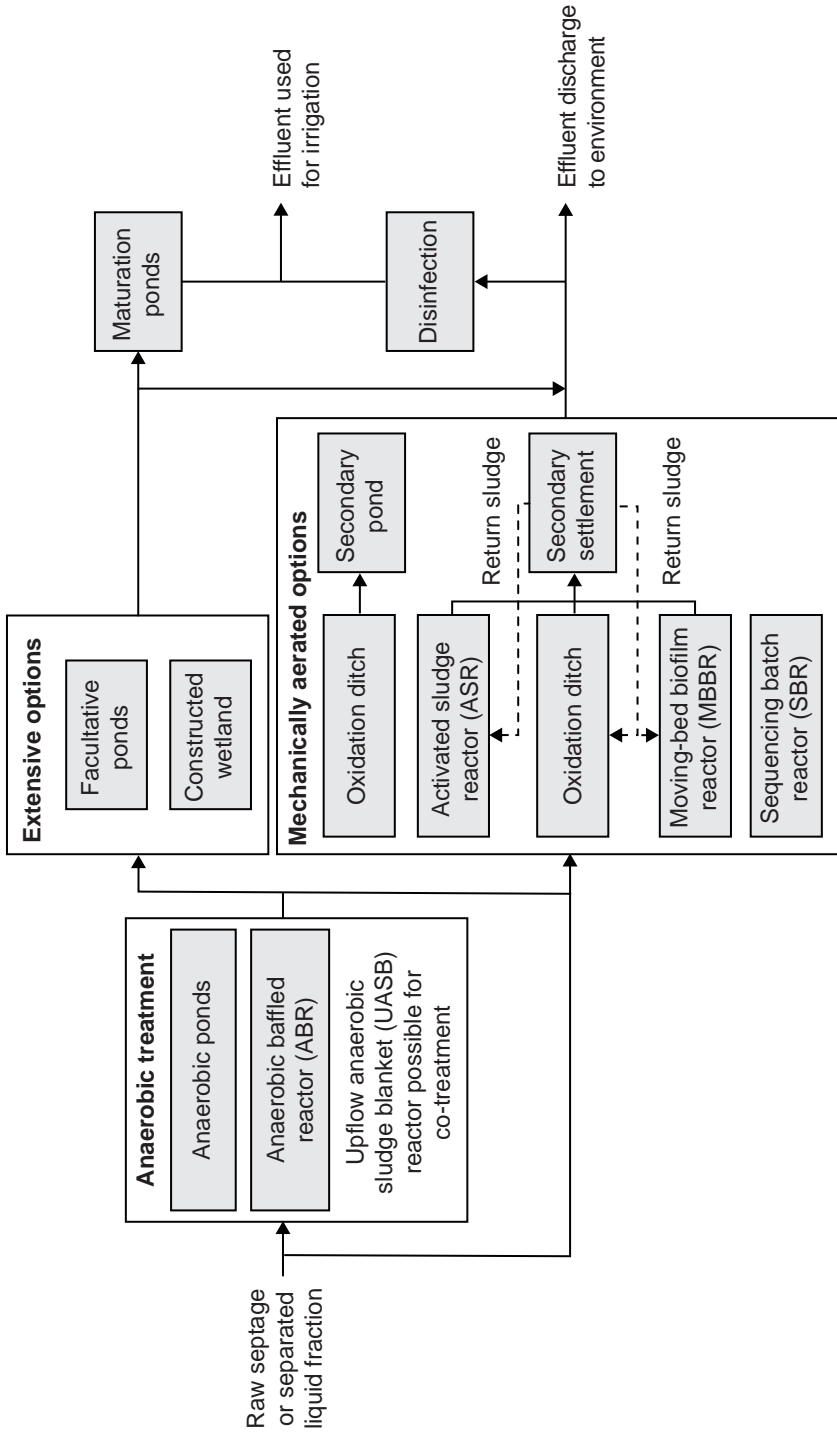 Raw septage
or separated
liquid fraction
Anaerobic treatment
Anaerobic ponds
Anaerobic baffled
reactor (ABR)
Upflow anaerobic
sludge blanket (UASB)
reactor possible for
co-treatment
Extensive options
Facultative
ponds
Constructed
wetland
Mechanically aerated options
Oxidation ditch
Secondary
pond
Activated sludge
reactor (ASR)
Return sludge
Oxidation ditch
Secondary
settlement
Return sludge
Moving-bed biofilm
reactor (MBBR)
Sequencing batch
reactor (SBR)
Maturation
ponds
Effluent used
for irrigation
Disinfection
Effluent discharge
to environment